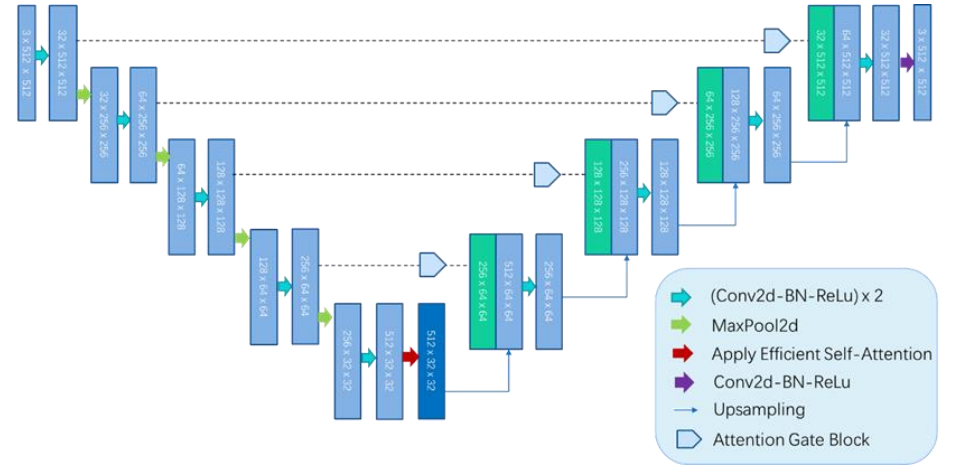 3 x 512 x 512
32 x 512 x 512
32 x 256 x 256
64 x 256 x 256
64 x 128 x 128
128 x 128 x 128
128 x 64 x 64
256 x 64 x 64
256 x 32 x 32
512 x 32 x 32
512 x 32 x 32
256 x 64 x 64
512 x 64 x 64
256 x 64 x 64
128 x 128 x 128
256 x 128 x 128
128 x 128 x 128
64 x 256 x 256
128 x 256 x 256
64 x 256 x 256
32 x 512 x 512
64 x 512 x 512
32 x 512 x 512
3 x 512 x 512
(Conv2d-BN-ReLu) x 2
MaxPool2d
Apply Efficient Self-Attention
Conv2d-BN-ReLu
Upsampling
Attention Gate Block